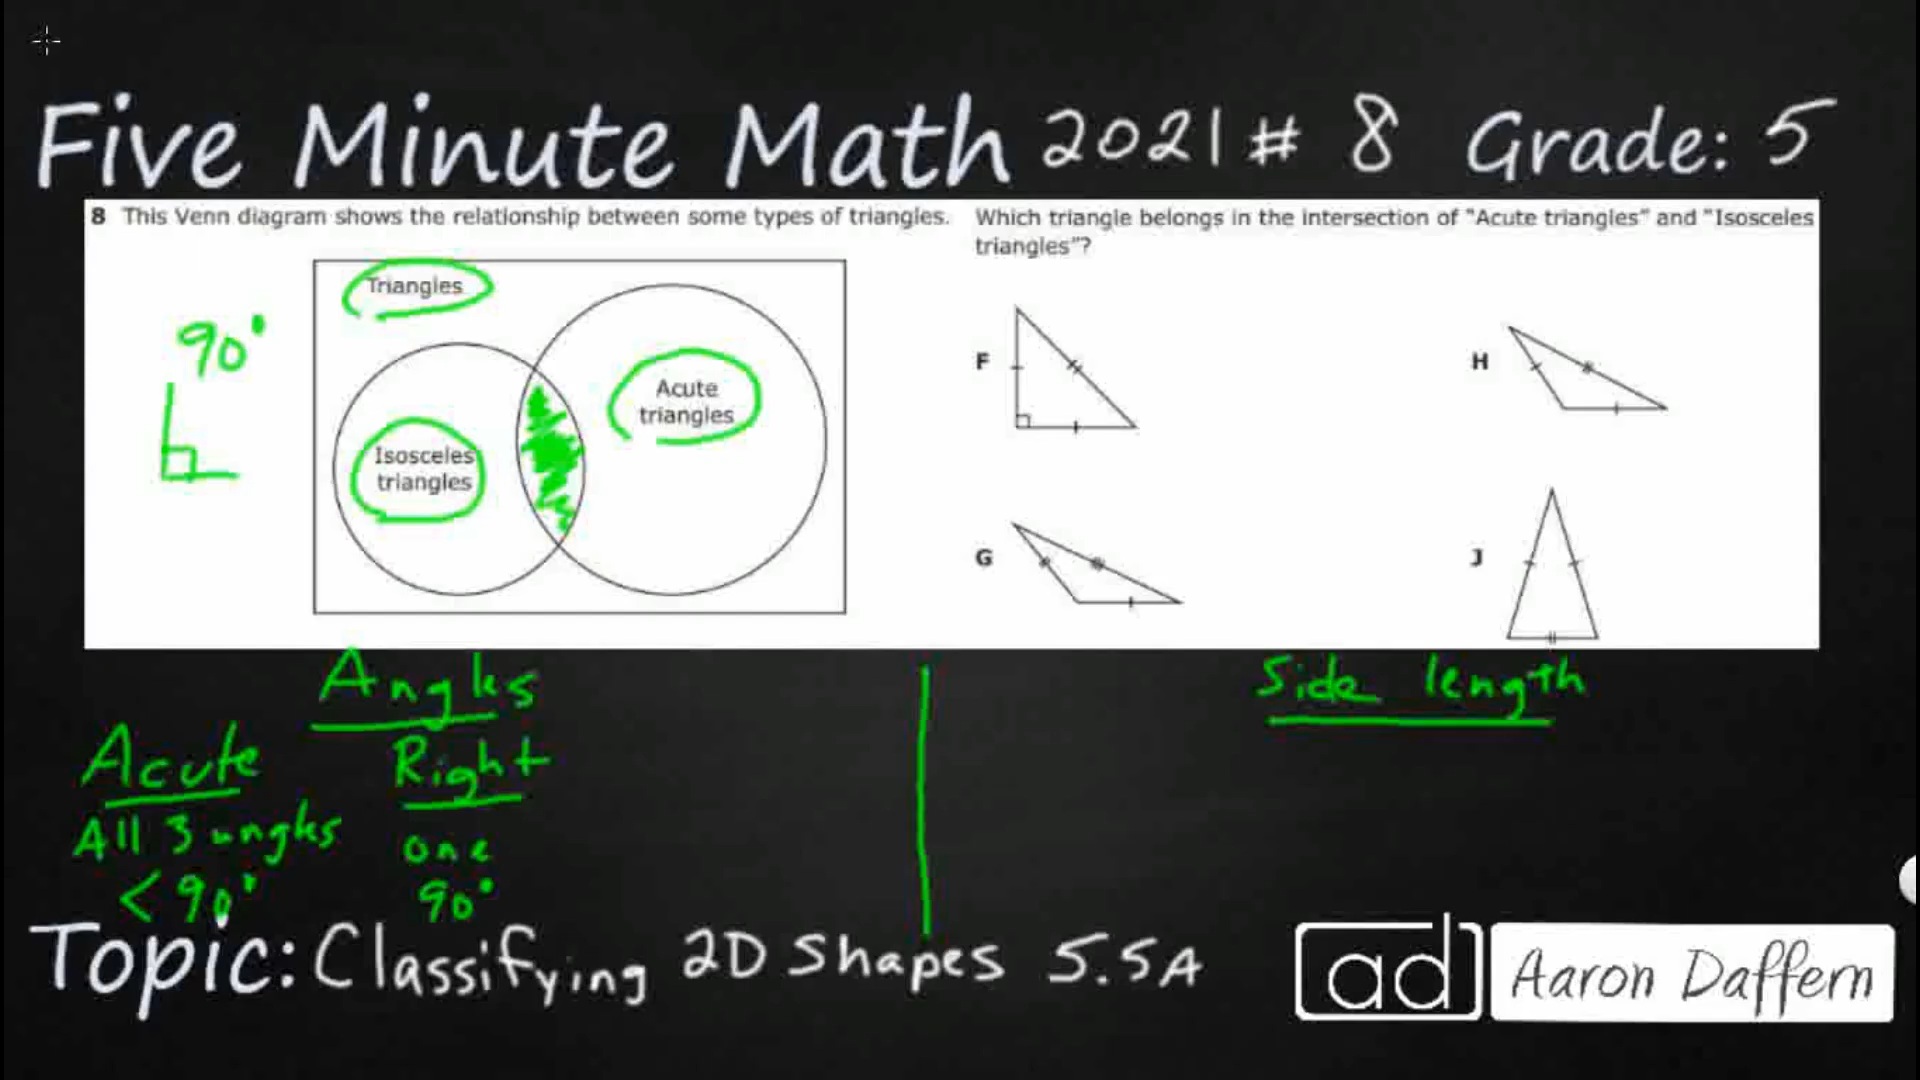 Five Minute Math 2021 # 8 Grade: 5
8 This Venn diagram shows the relationship between some types of triangles.
Triangles
Acute
triangles
Isosceles
triangles
90°
Which triangle belongs in the intersection of "Acute triangles" and "Isosceles
triangles"?
F
H
G
J
Angles
Side length
Acute
Right
All 3 angles
< 90°
one
90°
Topic: Classifying 2D Shapes 5.5A
ad Aaron Daffern